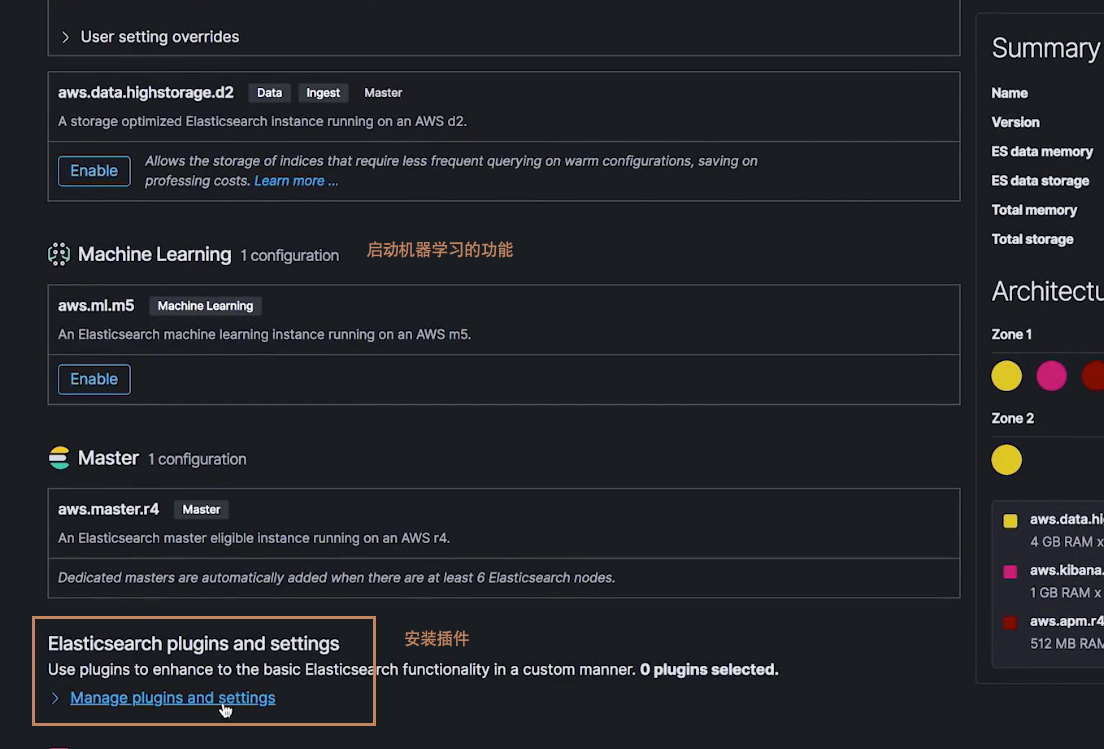 User setting overrides
aws.data.highstorage.d2 Data Ingest Master
A storage optimized Elasticsearch instance running on an AWS d2.
Enable
Allows the storage of indices that require less frequent querying on warm configurations, saving on
professing costs. Learn more ...
Machine Learning 1 configuration 启动机器学习的功能
aws.ml.m5 Machine Learning
An Elasticsearch machine learning instance running on an AWS m5.
Enable
Master 1 configuration
aws.master.r4 Master
An Elasticsearch master eligible instance running on an AWS r4.
Dedicated masters are automatically added when there are at least 6 Elasticsearch nodes.
Elasticsearch plugins and settings 安装插件
Use plugins to enhance to the basic Elasticsearch functionality in a custom manner. 0 plugins selected.
Manage plugins and settings
Summary
Name
Version
ES data memory
ES data storage
Total memory
Total storage
Architectu
Zone 1
Zone 2
aws.data.hi
4 GB RAM x
aws.kibana.
1 GB RAM x
aws.apm.r4
512 MB RAM